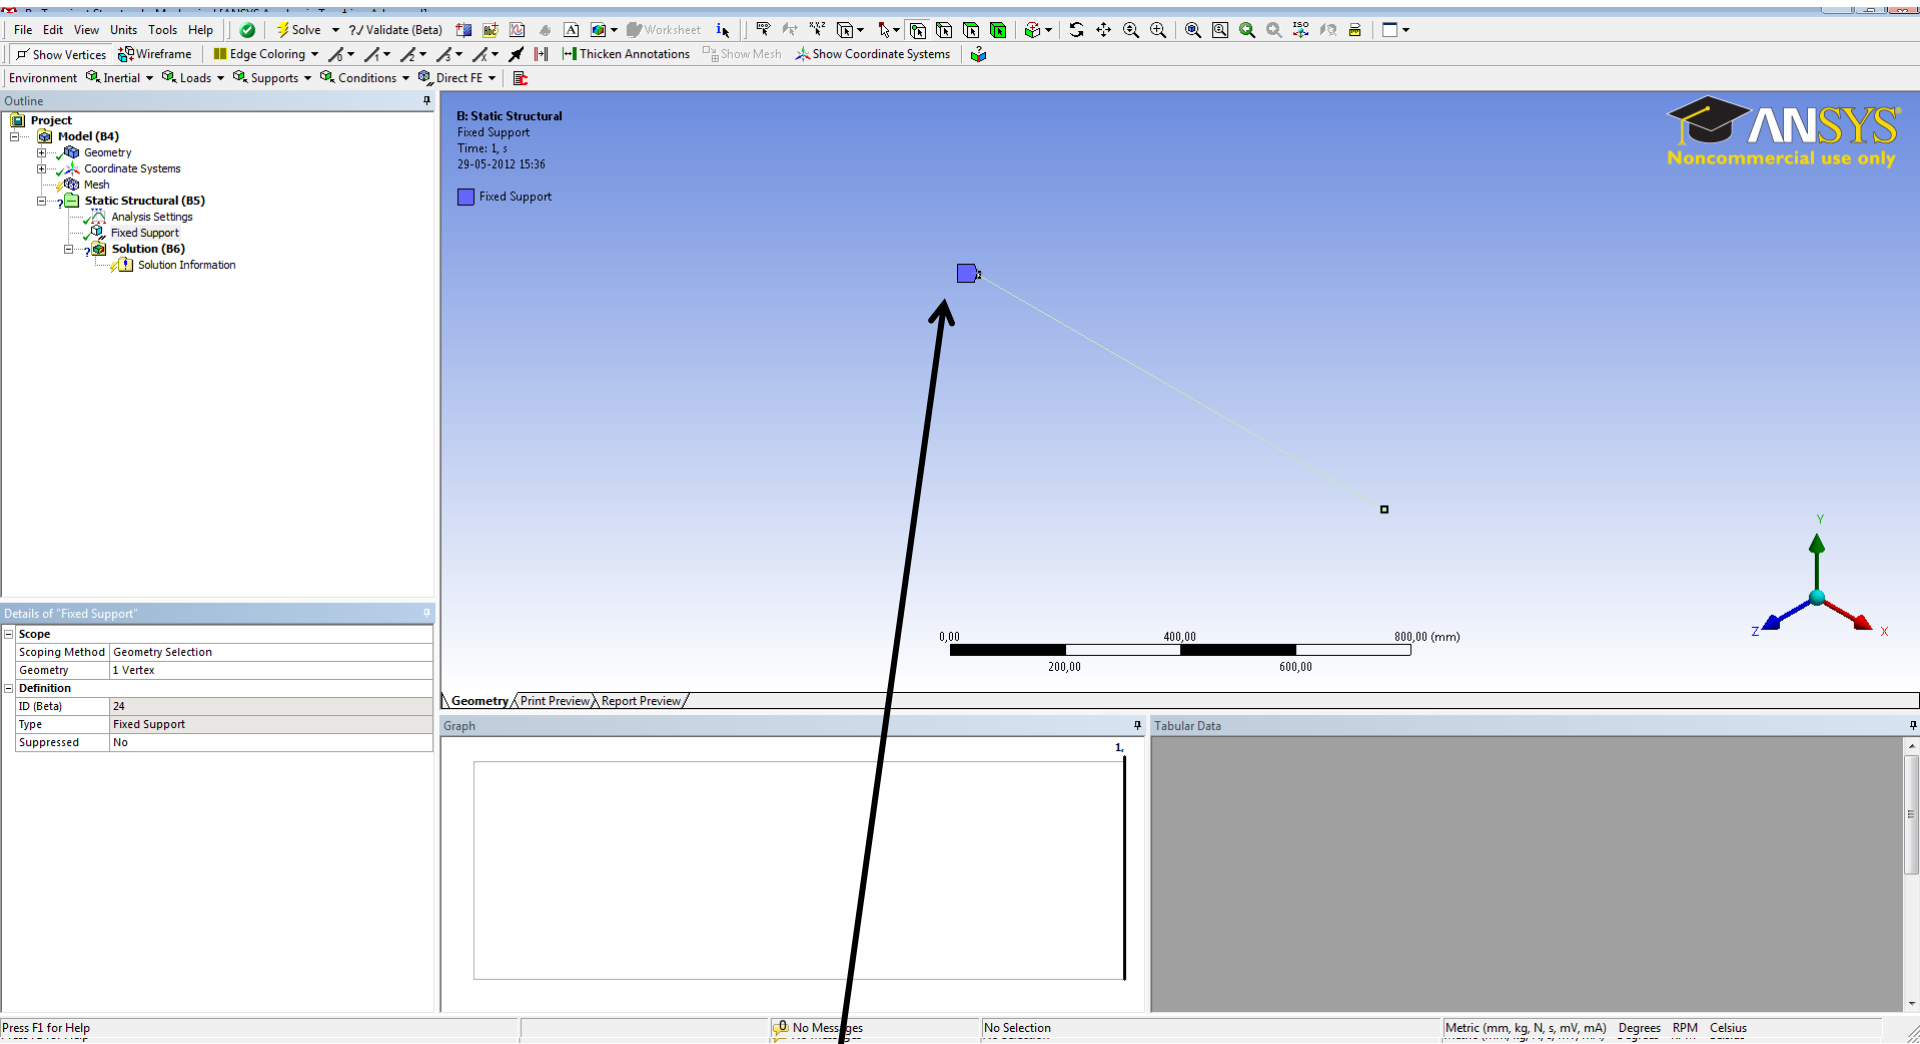 File Edit View Units Tools Help Solve ?/ Validate (Beta) A Worksheet
Show Vertices Wireframe Edge Coloring Thicken Annotations Show Mesh Show Coordinate Systems
Environment Inertial Loads Supports Conditions Direct FE
Outline
Project
Model (B4)
Geometry
Coordinate Systems
Mesh
Static Structural (B5)
Analysis Settings
Fixed Support
Solution (B6)
Solution Information
B: Static Structural
Fixed Support
Time: 1, s
29-05-2012 15:36
Fixed Support
ANSYS
Noncommercial use only
Y
Z
X
0,00 400,00 800,00 (mm)
200,00 600,00
Geometry Print Preview Report Preview
Details of "Fixed Support"
Scope
Scoping Method Geometry Selection
Geometry 1 Vertex
Definition
ID (Beta) 24
Type Fixed Support
Suppressed No
Graph
1,
Tabular Data
Press F1 for Help
0 No Messages
No Selection
Metric (mm, kg, N, s, mV, mA) Degrees RPM Celsius